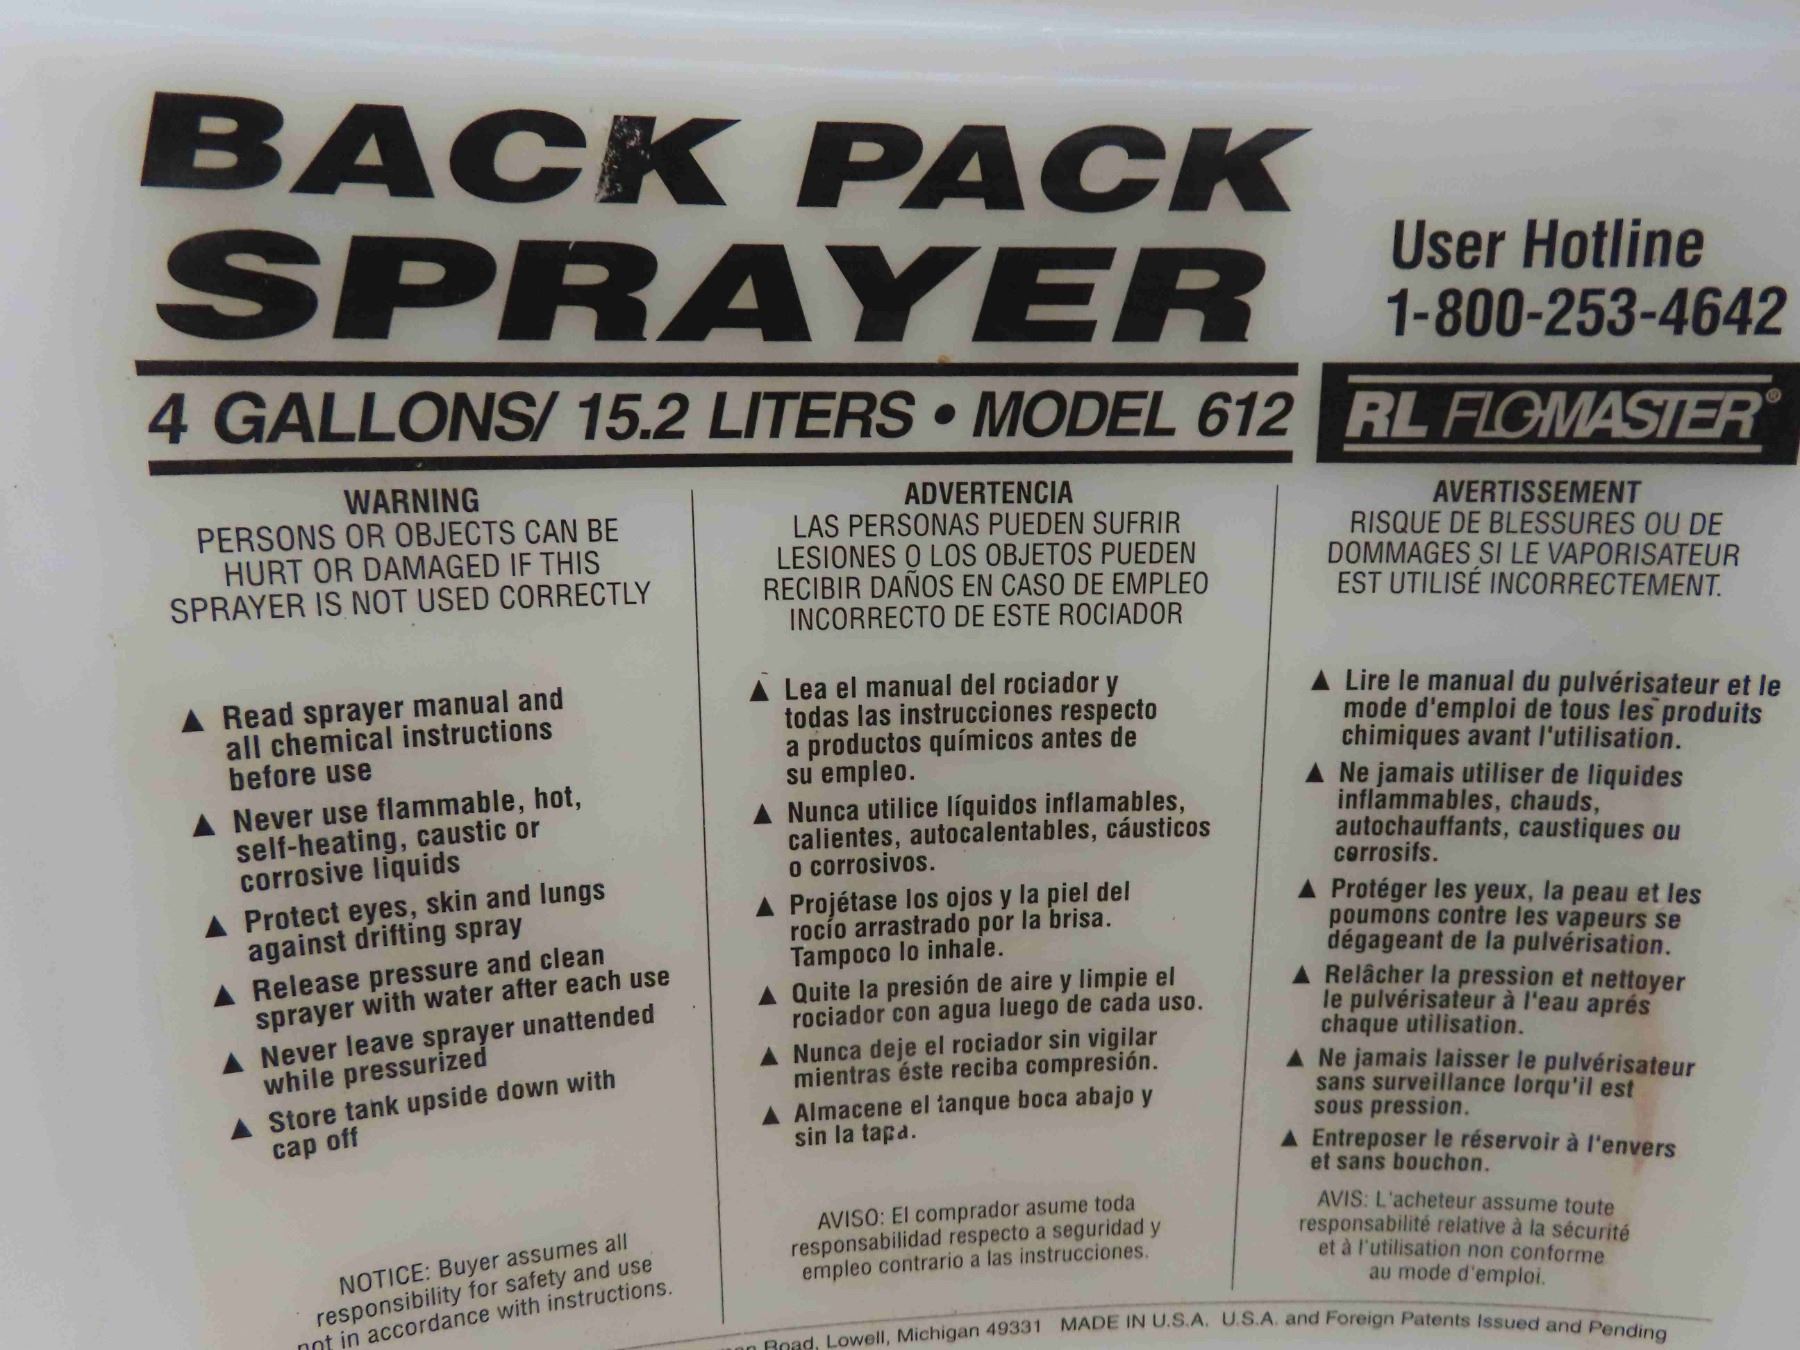 BACK PACK
SPRAYER
User Hotline
1-800-253-4642
4 GALLONS/ 15.2 LITERS • MODEL 612
RL FLO-MASTER®
WARNING
PERSONS OR OBJECTS CAN BE
HURT OR DAMAGED IF THIS
SPRAYER IS NOT USED CORRECTLY
▲ Read sprayer manual and
all chemical instructions
before use
▲ Never use flammable, hot,
self-heating, caustic or
corrosive liquids
▲ Protect eyes, skin and lungs
against drifting spray
▲ Release pressure and clean
sprayer with water after each use
▲ Never leave sprayer unattended
while pressurized
▲ Store tank upside down with
cap off
NOTICE: Buyer assumes all
responsibility for safety and use
not in accordance with instructions.
ADVERTENCIA
LAS PERSONAS PUEDEN SUFRIR
LESIONES O LOS OBJETOS PUEDEN
RECIBIR DAÑOS EN CASO DE EMPLEO
INCORRECTO DE ESTE ROCIADOR
▲ Lea el manual del rociador y
todas las instrucciones respecto
a productos químicos antes de
su empleo.
▲ Nunca utilice líquidos inflamables,
calientes, autocalentables, cáusticos
o corrosivos.
▲ Projétase los ojos y la piel del
rocío arrastrado por la brisa.
Tampoco lo inhale.
▲ Quite la presión de aire y limpie el
rociador con agua luego de cada uso.
▲ Nunca deje el rociador sin vigilar
mientras éste reciba compresión.
▲ Almacene el tanque boca abajo y
sin la tapa.
AVISO: El comprador asume toda
responsabilidad respecto a seguridad y
empleo contrario a las instrucciones.
AVERTISSEMENT
RISQUE DE BLESSURES OU DE
DOMMAGES SI LE VAPORISATEUR
EST UTILISÉ INCORRECTEMENT.
▲ Lire le manual du pulvérisateur et le
mode d'emploi de tous les produits
chimiques avant l'utilisation.
▲ Ne jamais utiliser de liquides
inflammables, chauds,
autochauffants, caustiques ou
corrosifs.
▲ Protéger les yeux, la peau et les
poumons contre les vapeurs se
dégageant de la pulvérisation.
▲ Relâcher la pression et nettoyer
le pulvérisateur à l'eau aprés
chaque utilisation.
▲ Ne jamais laisser le pulvérisateur
sans surveillance lorqu'il est
sous pression.
▲ Entreposer le réservoir à l'envers
et sans bouchon.
AVIS: L'acheteur assume toute
responsabilité relative à la sécurité
et à l'utilisation non conforme
au mode d'emploi.
Road, Lowell, Michigan 49331 MADE IN U.S.A. U.S.A. and Foreign Patents Issued and Pending